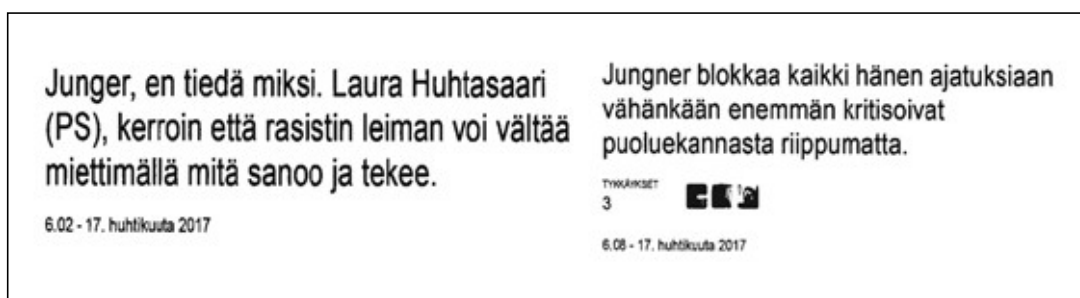 Junger, en tiedä miksi. Laura Huhtasaari
(PS), kerroin että rasistin leiman voi vältää
miettimällä mitä sanoo ja tekee.
6.02 - 17. huhtikuuta 2017
Jungner blokkaa kaikki hänen ajatuksiaan
vähänkään enemmän kritisoivat
puoluekannasta riippumatta.
TYKKÄYKSET
3
6.08 - 17. huhtikuuta 2017